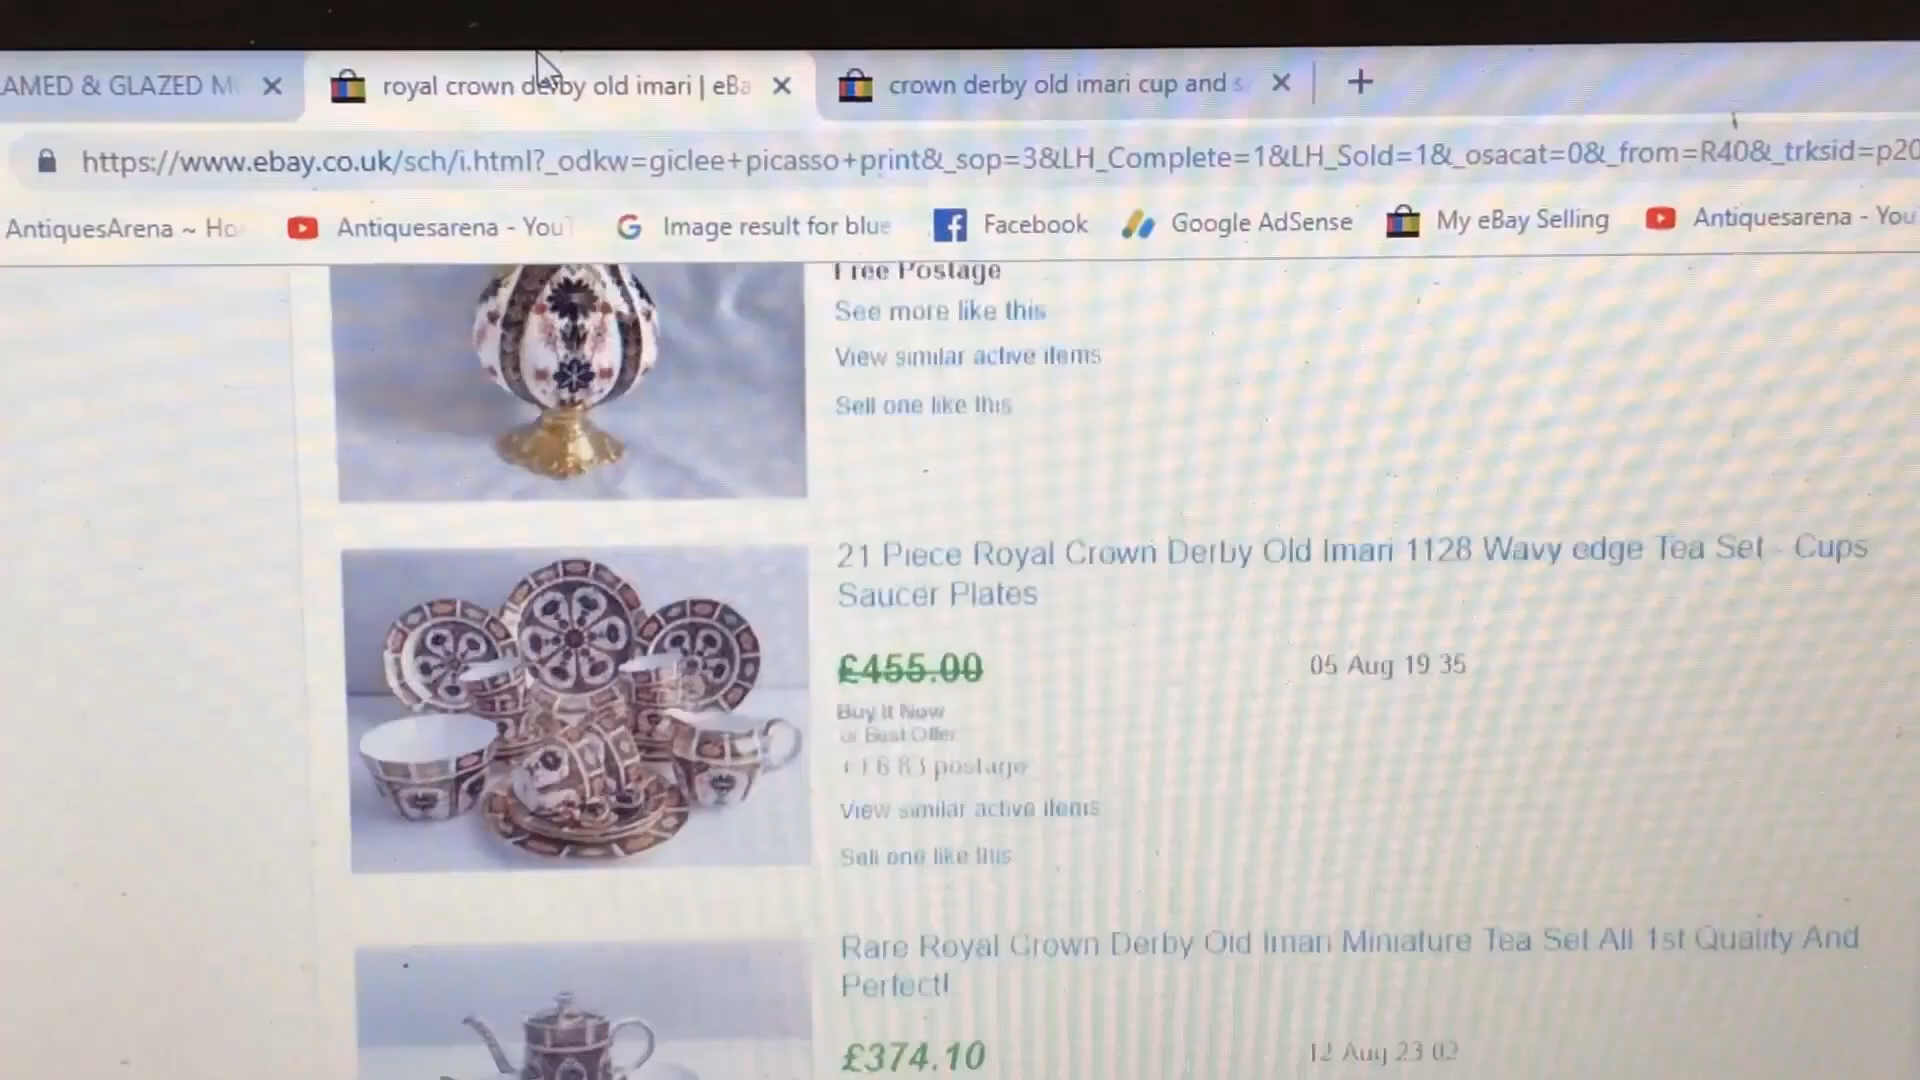 AMED & GLAZED M
royal crown derby old imari | eBa
crown derby old imari cup and s
https://www.ebay.co.uk/sch/i.html?_odkw=giclee+picasso+print&_sop=3&LH_Complete=1&LH_Sold=1&_osacat=0&_from=R40&_trksid=p20
AntiquesArena ~ Ho
Antiquesarena - YouT
Image result for blue
Facebook
Google AdSense
My eBay Selling
Antiquesarena - You
Free Postage
See more like this
View similar active items
Sell one like this
21 Piece Royal Crown Derby Old Imari 1128 Wavy edge Tea Set - Cups
Saucer Plates
£455.00
05 Aug 19 35
Buy It Now
or Best Offer
postage
View similar active items
Sell one like this
Rare Royal Crown Derby Old Imari Miniature Tea Set All 1st Quality And
Perfect!
£374.10
12 Aug 23 02